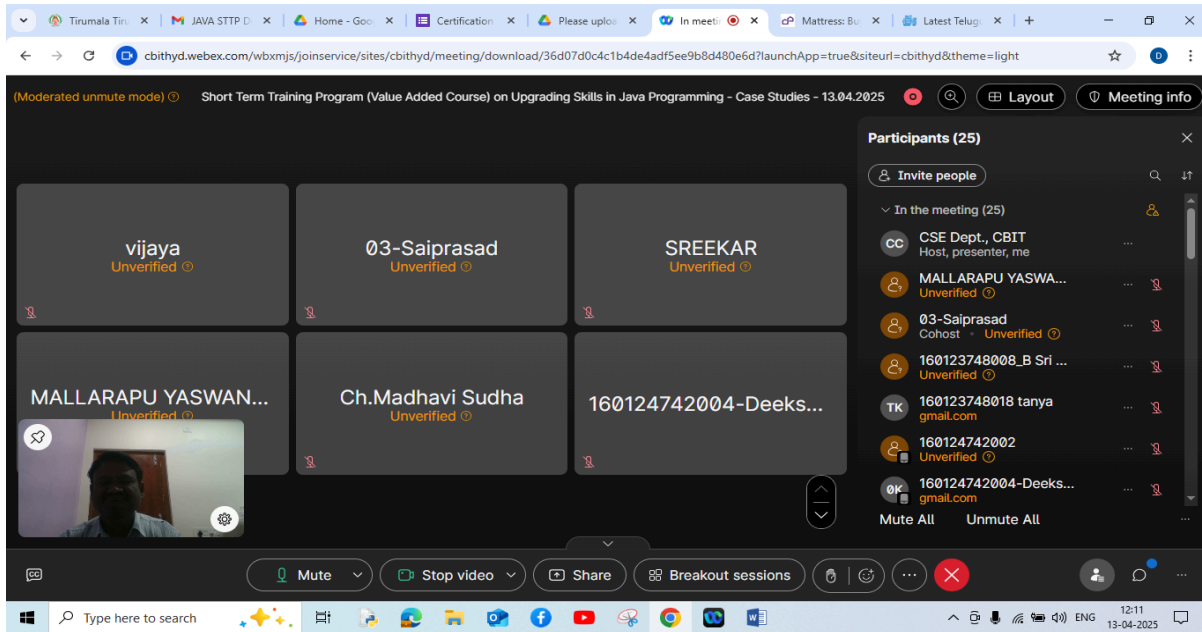 Tirumala Tiru
JAVA STTP D
Home - Goo
Certification
Please uploa
In meeti
Mattress: Bu
Latest Telugu
cbithyd.webex.com/wbxmjs/joinservice/sites/cbithyd/meeting/download/36d07d0c4c1b4de4adf5ee9b8d480e6d?launchApp=true&siteurl=cbithyd&theme=light
D
(Moderated unmute mode)
Short Term Training Program (Value Added Course) on Upgrading Skills in Java Programming - Case Studies - 13.04.2025
Layout
Meeting info
vijaya
Unverified
03-Saiprasad
Unverified
SREEKAR
Unverified
MALLARAPU YASWAN...
Unverified
Ch.Madhavi Sudha
Unverified
160124742004-Deeks...
Participants (25)
Invite people
In the meeting (25)
CC
CSE Dept., CBIT
Host, presenter, me
MALLARAPU YASWA...
Unverified
03-Saiprasad
Cohost • Unverified
160123748008_B Sri ...
Unverified
TK
160123748018 tanya
gmail.com
160124742002
Unverified
0K
160124742004-Deeks...
gmail.com
Mute All
Unmute All
CC
Mute
Stop video
Share
Breakout sessions
Type here to search
ENG
12:11
13-04-2025